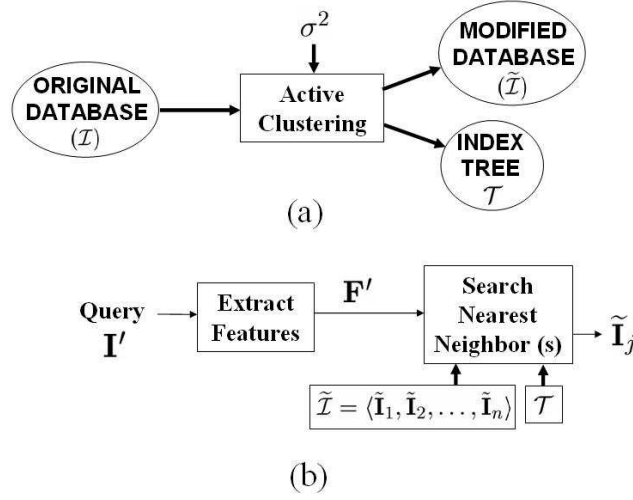 σ²
ORIGINAL
DATABASE
(ℐ)
Active
Clustering
MODIFIED
DATABASE
(ℐ̃)
INDEX
TREE
𝒯
(a)
Query
I′
Extract
Features
F′
Search
Nearest
Neighbor (s)
Ĩⱼ
ℐ̃ = ⟨Ĩ₁, Ĩ₂, . . . , Ĩₙ⟩
𝒯
(b)